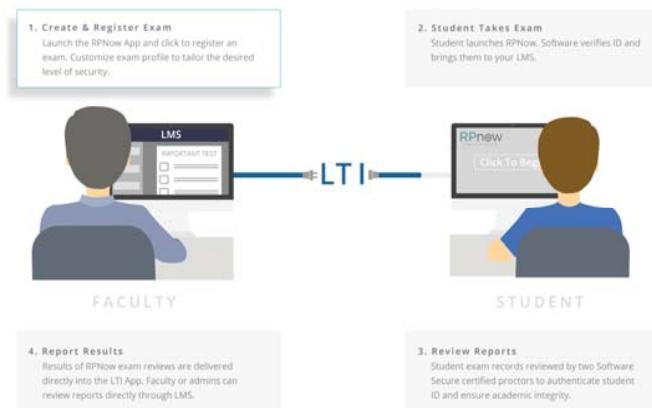 1. Create & Register Exam
Launch the RPNow App and click to register an
exam. Customize exam profile to tailor the desired
level of security.
2. Student Takes Exam
Student launches RPNow. Software verifies ID and
brings them to your LMS.
LMS
IMPORTANT TEST
RPnow
Click To Beg
LTI
FACULTY
STUDENT
4. Report Results
Results of RPNow exam reviews are delivered
directly into the LTI App. Faculty or admins can
review reports directly through LMS.
3. Review Reports
Student exam records reviewed by two Software
Secure certified proctors to authenticate student
ID and ensure academic integrity.